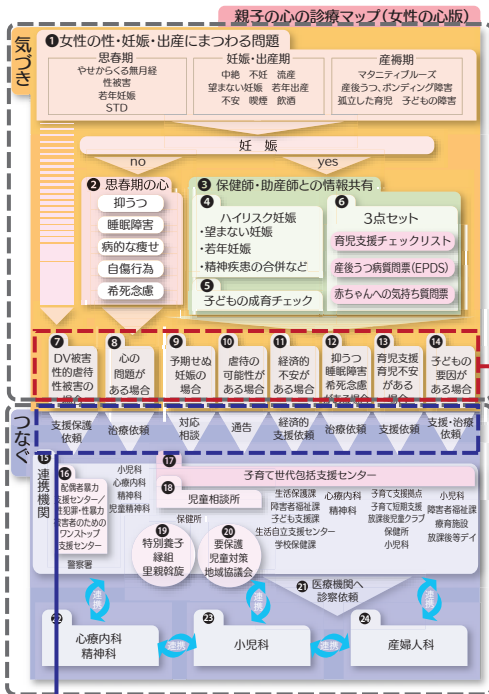 親子の心の診療マップ(女性の心版)
気づき
❶女性の性・妊娠・出産にまつわる問題
思春期
やせからくる無月経
性被害
若年妊娠
STD
妊娠・出産期
中絶 不妊 流産
望まない妊娠 若年出産
不安 喫煙 飲酒
産褥期
マタニティブルーズ
産後うつ、ボンディング障害
孤立した育児 子どもの障害
妊 娠
no
yes
❷ 思春期の心
抑うつ
睡眠障害
病的な痩せ
自傷行為
希死念慮
❸ 保健師・助産師との情報共有
❹
ハイリスク妊娠
・望まない妊娠
・若年妊娠
・精神疾患の合併など
❺
子どもの成育チェック
❻
3点セット
育児支援チェックリスト
産後うつ病質問票(EPDS)
赤ちゃんへの気持ち質問票
❼
DV被害
性的虐待
性被害の
場合
❽
心の
問題が
ある場合
❾
予期せぬ
妊娠の
場合
❿
虐待の
可能性が
ある場合
⓫
経済的
不安が
ある場合
⓬
抑うつ
睡眠障害
希死念慮
がある場合
⓭
育児支援
育児不安
がある
場合
⓮
子どもの
要因が
ある場合
つなぐ
支援保護
依頼
治療依頼
対応
相談
通告
経済的
支援依頼
治療依頼
支援依頼
支援・治療
依頼
⓯
連携機関
⓰
配偶者暴力
支援センター/
性犯罪・性暴力
被害者のための
ワンストップ
支援センター
警察署
小児科
心療内科
精神科
児童精神科
⓱
子育て世代包括支援センター
⓲
児童相談所
保健所
⓳
特別養子
縁組
里親斡旋
⓴
要保護
児童対策
地域協議会
生活保護課
障害者福祉課
子ども支援課
生活自立支援センター
学校保健課
心療内科
精神科
子育て支援拠点
子育て短期支援
放課後児童クラブ
保健所
小児科
小児科
障害者福祉課
療育施設
放課後等デイ
21 医療機関へ
診察依頼
連携
連携
連携
22
心療内科
精神科
連携
23
小児科
連携
24
産婦人科